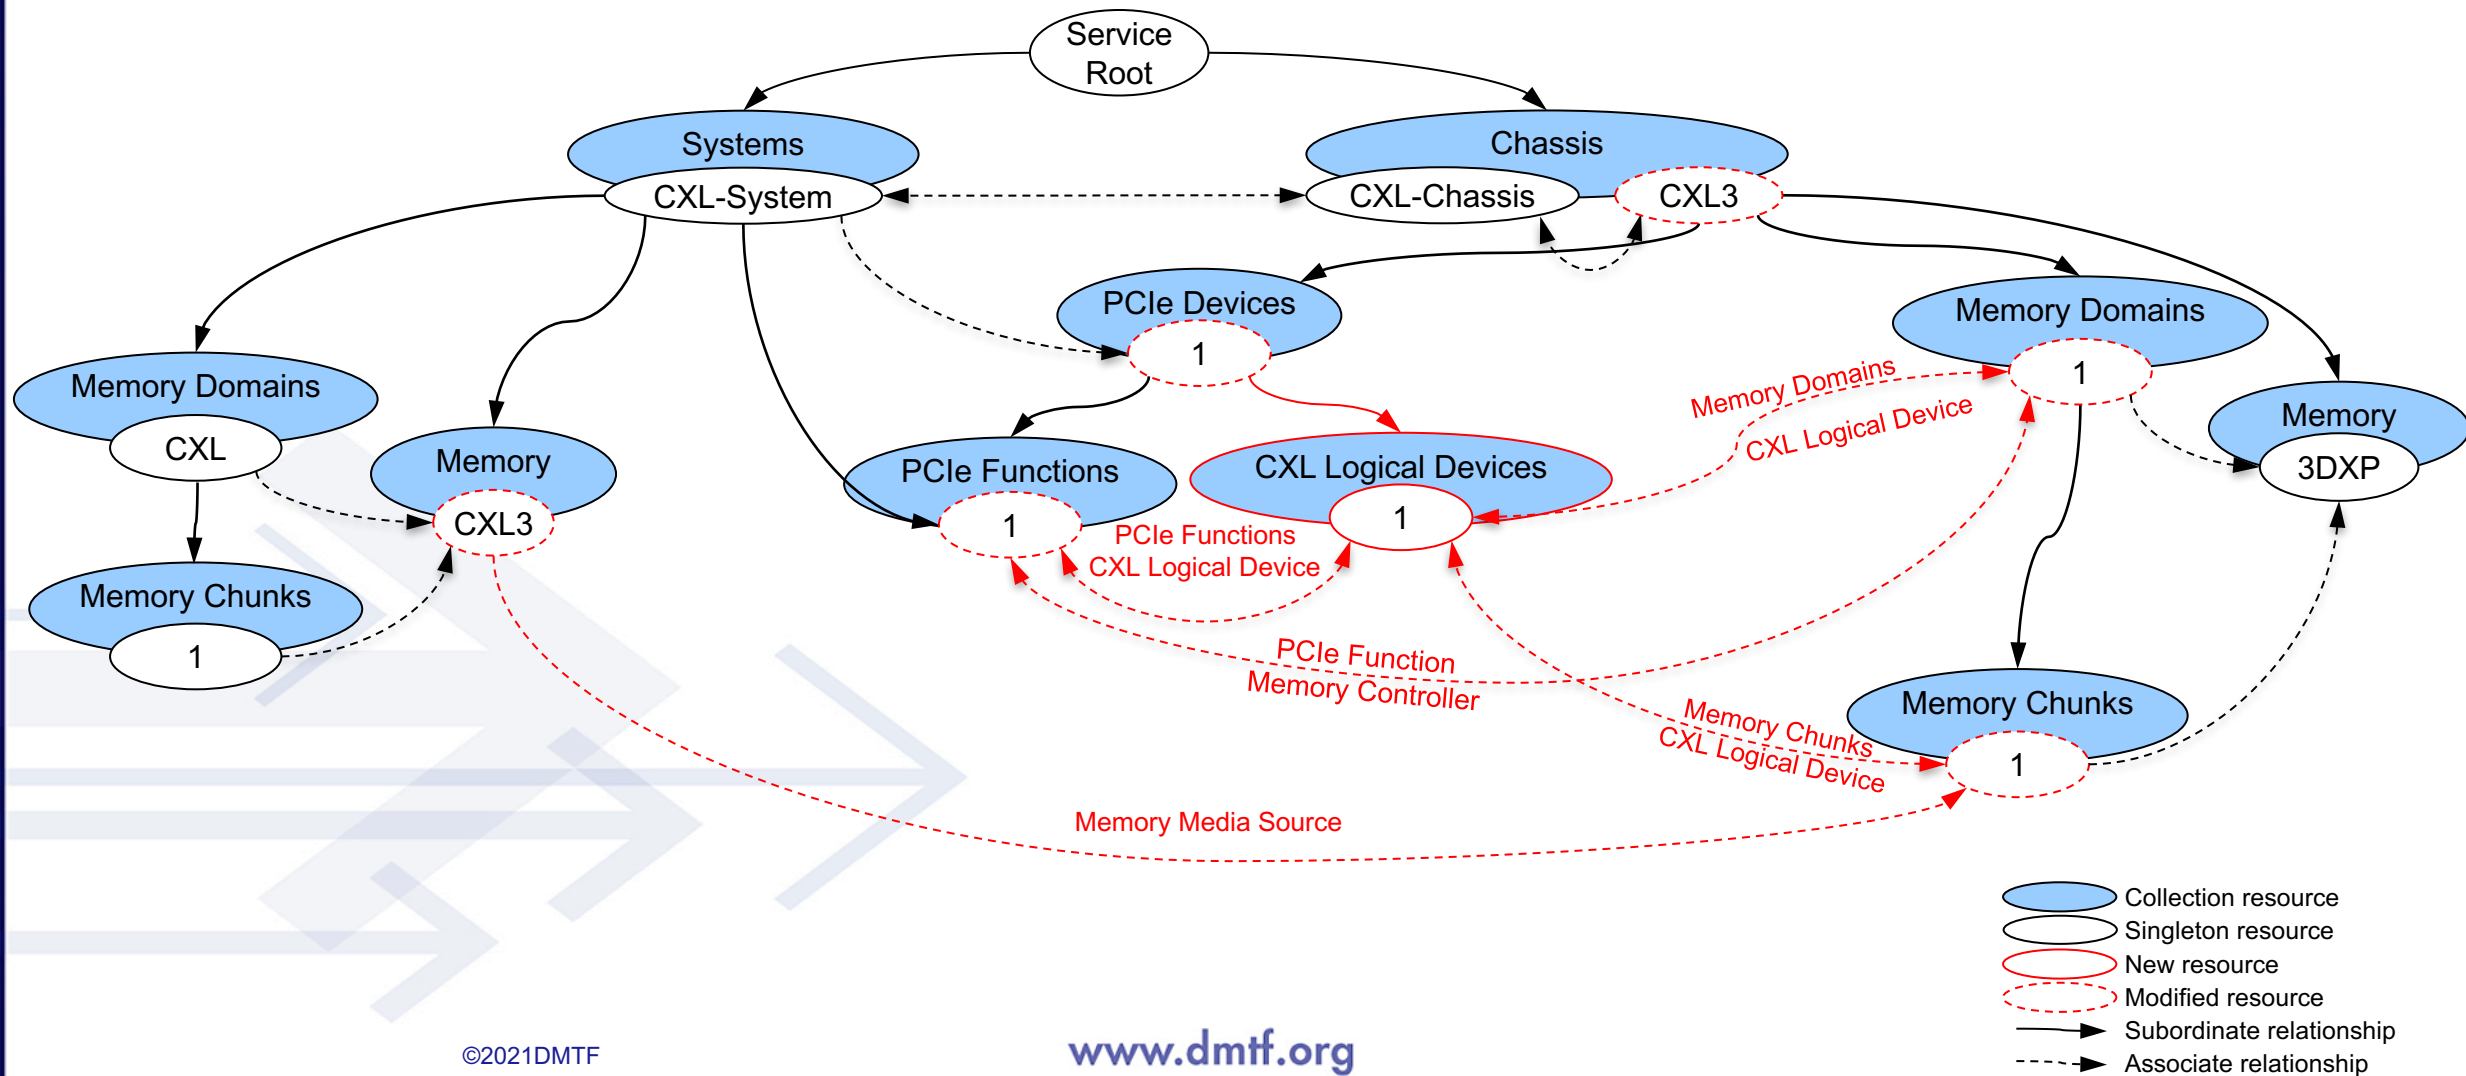 Service
Root
Systems
CXL-System
Chassis
CXL-Chassis
CXL3
PCIe Devices
1
Memory Domains
1
Memory Domains
CXL
Memory
CXL3
PCIe Functions
1
CXL Logical Devices
1
Memory
3DXP
Memory Domains
CXL Logical Device
PCIe Functions
CXL Logical Device
Memory Chunks
1
PCIe Function
Memory Controller
Memory Chunks
CXL Logical Device
Memory Chunks
1
Memory Media Source
Collection resource
Singleton resource
New resource
Modified resource
Subordinate relationship
Associate relationship
©2021DMTF
www.dmtf.org